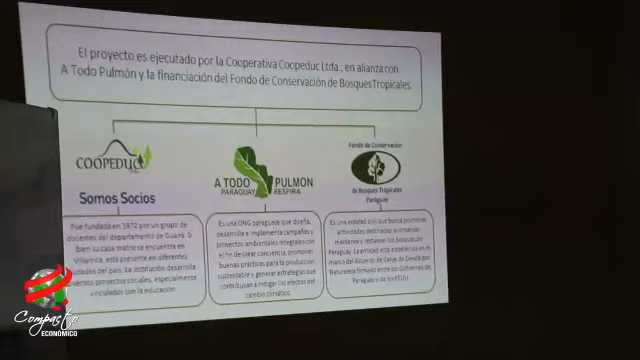 El proyecto es ejecutado por la Cooperativa Coopeduc Ltda., en alianza con
A Todo Pulmón y la financiación del Fondo de Conservación de Bosques Tropicales
COOPEDUC
Somos Socios
Fue fundada en 1972 por un grupo de
docentes del departamento de Guairá, si
bien su casa matriz se encuentra en
Villarrica, está presente en diferentes
ciudades del país. La institución desarrolla
proyectos sociales, especialmente
vinculados con la educación.
A TODO PULMON
PARAGUAY RESPIRA
Es una ONG paraguaya que diseña,
desarrolla e implementa campañas y
proyectos ambientales integrales con
el fin de crear conciencia, promover
buenas prácticas para la producción
sustentable y generar estrategias que
contribuyan a mitigar los efectos del
cambio climático.
Fondo de Conservación
de Bosques Tropicales
Paraguay
Es una entidad civil que busca promover
actividades destinadas a conservar,
mantener y restaurar los bosques del
Paraguay. La entidad está establecida en el
marco del Acuerdo de Canje de Deuda por
Naturaleza firmado entre los Gobiernos de
Paraguay y de los EEUU.
Compacto
ECONÓMICO